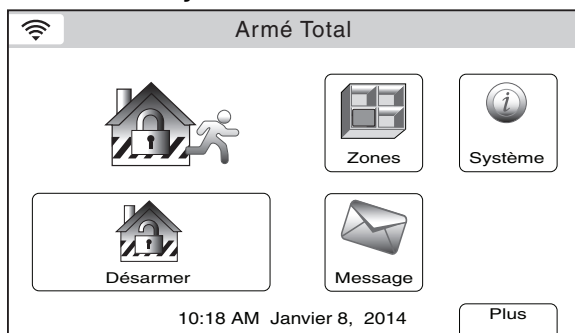 Armé Total
Zones
Système
Désarmer
Message
10:18 AM Janvier 8, 2014
Plus